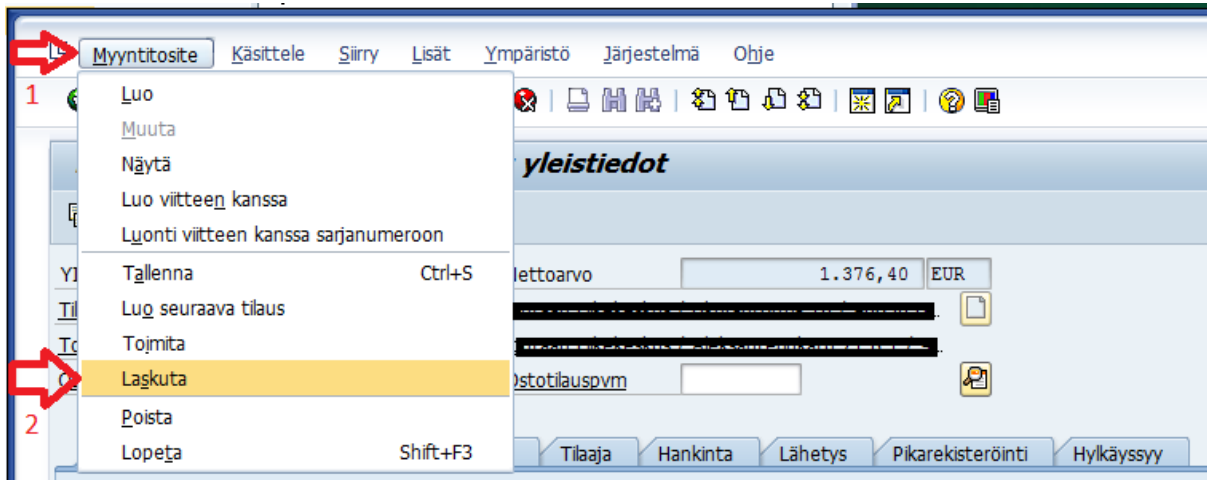 Myyntitosite Käsittele Siirry Lisät Ympäristö Järjestelmä Ohje
1
Luo
Muuta
Näytä
yleistiedot
Luo viitteen kanssa
Luonti viitteen kanssa sarjanumeroon
Tallenna Ctrl+S
1.376,40 EUR
Luo seuraava tilaus
Toimita
Laskuta
Ostotilauspvm
2
Poista
Lopeta Shift+F3
Tilaaja Hankinta Lähetys Pikarekisteröinti Hylkäyssyy